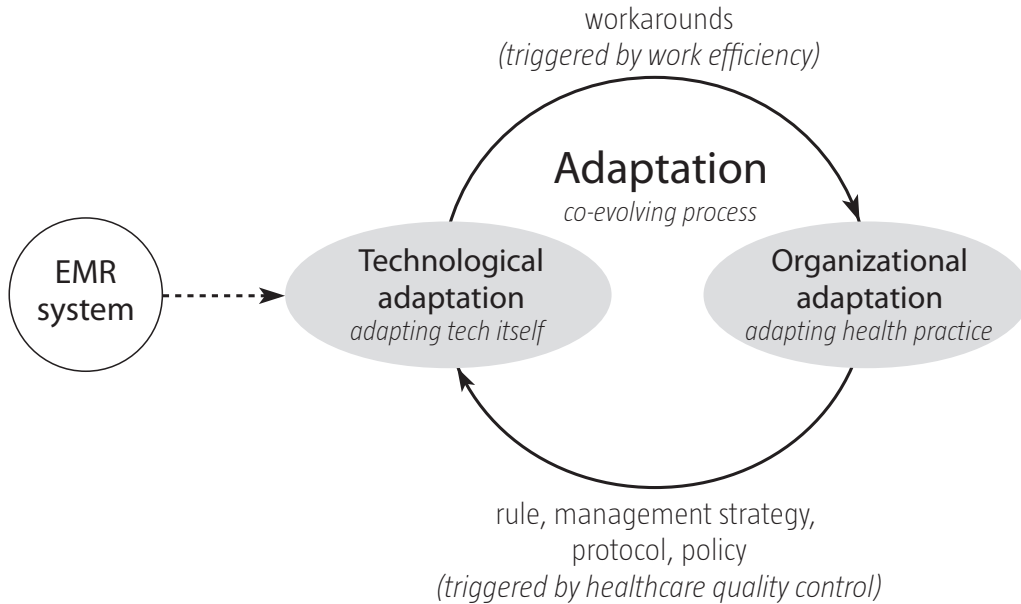 workarounds
(triggered by work efficiency)
Adaptation
co-evolving process
EMR
system
Technological
adaptation
adapting tech itself
Organizational
adaptation
adapting health practice
rule, management strategy,
protocol, policy
(triggered by healthcare quality control)